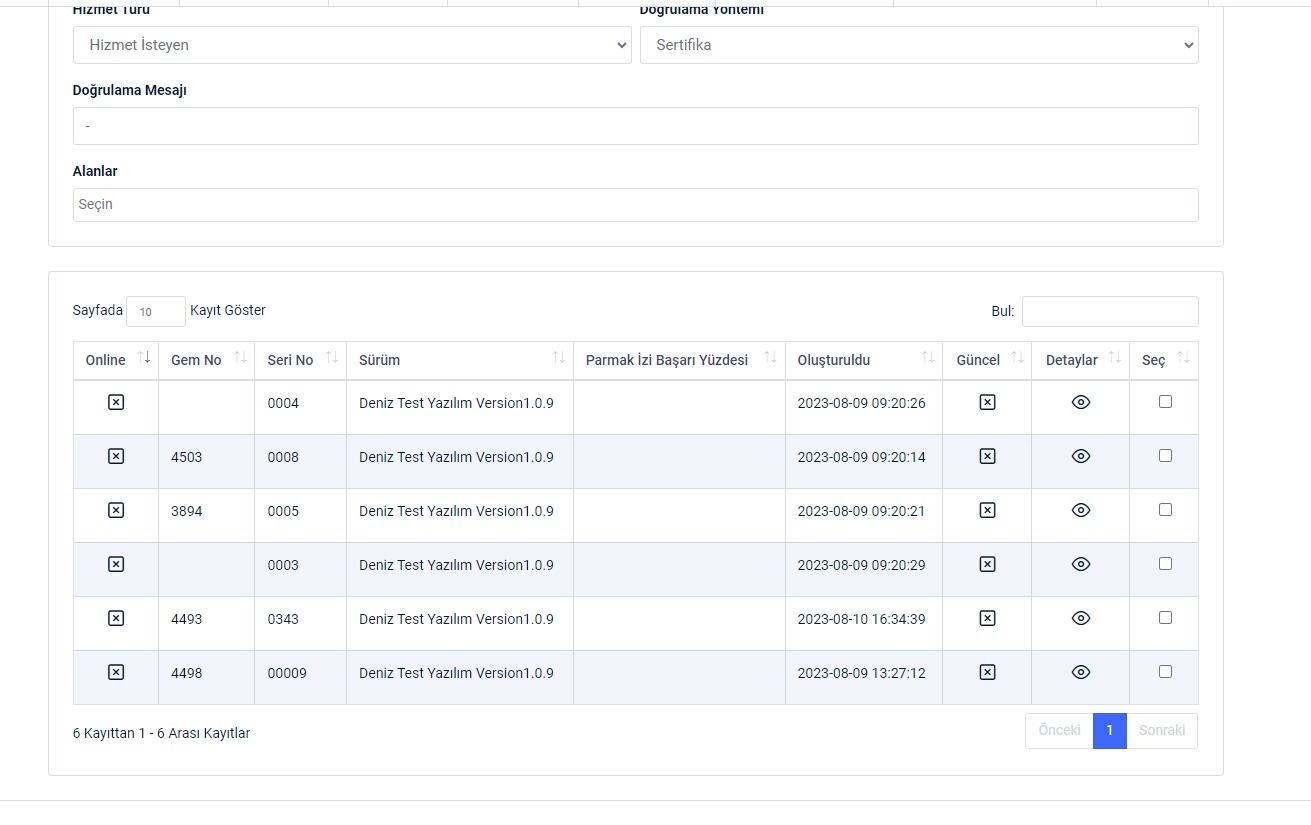 Hizmet Türü Doğrulama Yöntemi
Hizmet İsteyen Sertifika
Doğrulama Mesajı
-
Alanlar
Seçin
Sayfada 10 Kayıt Göster Bul:
Online Gem No Seri No Sürüm Parmak İzi Başarı Yüzdesi Oluşturuldu Güncel Detaylar Seç
0004 Deniz Test Yazılım Version1.0.9 2023-08-09 09:20:26
4503 0008 Deniz Test Yazılım Version1.0.9 2023-08-09 09:20:14
3894 0005 Deniz Test Yazılım Version1.0.9 2023-08-09 09:20:21
0003 Deniz Test Yazılım Version1.0.9 2023-08-09 09:20:29
4493 0343 Deniz Test Yazılım Version1.0.9 2023-08-10 16:34:39
4498 00009 Deniz Test Yazılım Version1.0.9 2023-08-09 13:27:12
6 Kayıttan 1 - 6 Arası Kayıtlar Önceki 1 Sonraki